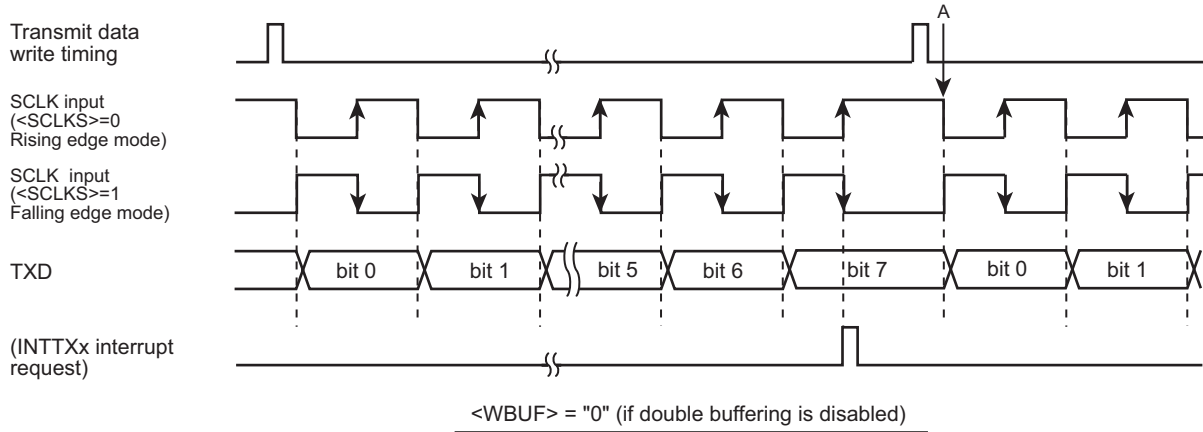 A
Transmit data
write timing
SCLK input
(<SCLKS>=0
Rising edge mode)
SCLK input
(<SCLKS>=1
Falling edge mode)
TXD
bit 0
bit 1
bit 5
bit 6
bit 7
bit 0
bit 1
(INTTXx interrupt
request)
<WBUF> = "0" (if double buffering is disabled)